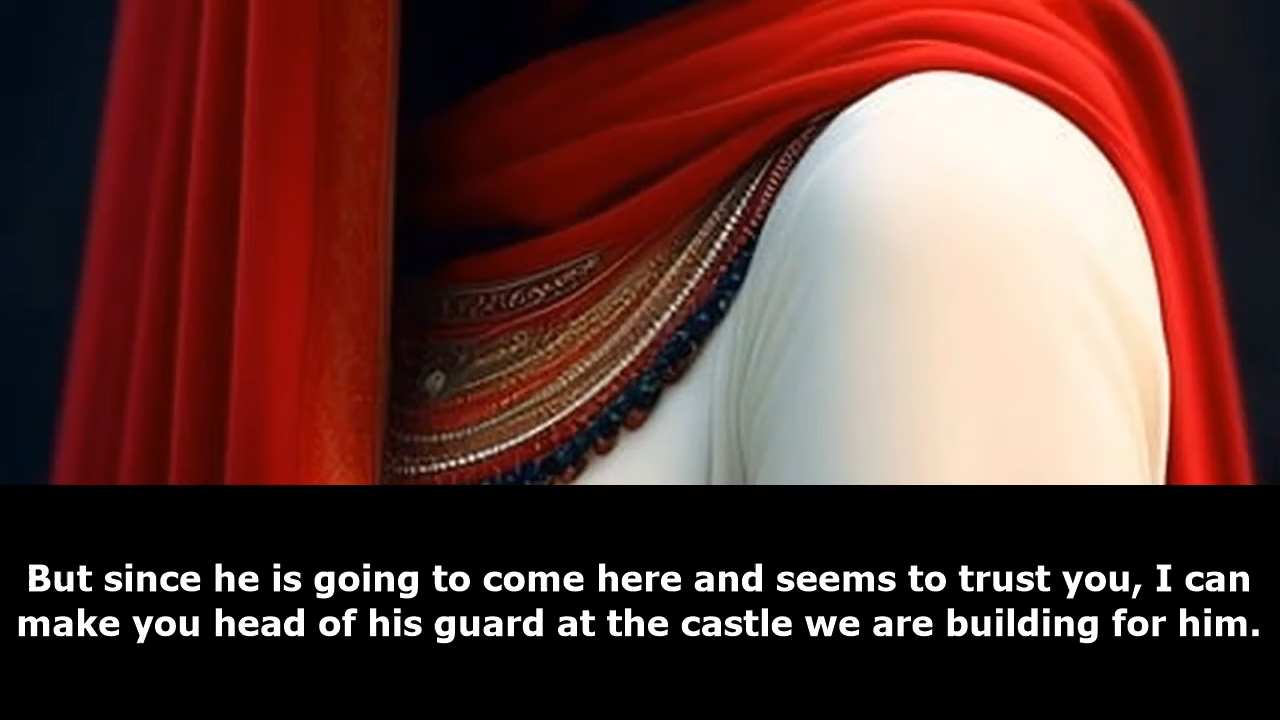 But since he is going to come here and seems to trust you, I can
make you head of his guard at the castle we are building for him.